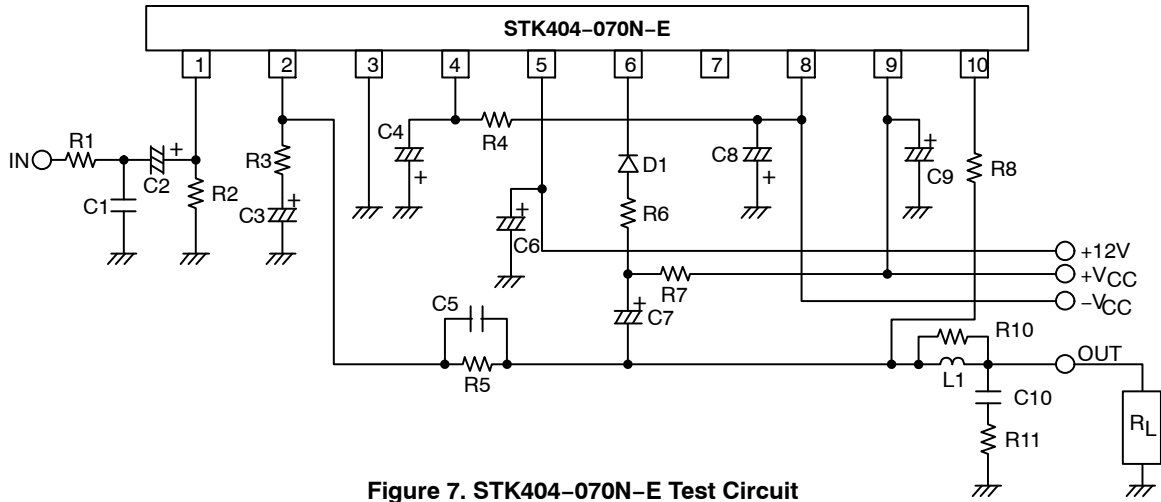 STK404−070N−E
1 2 3 4 5 6 7 8 9 10
IN
R1
C1
C2
+
R2
R3
C3
+
C4
+
R4
C6
+
D1
R6
C8
+
C9
+
R8
R7
C7
+
+12V
+VCC
−VCC
C5
R5
R10
L1
OUT
C10
R11
RL
Figure 7. STK404−070N−E Test Circuit